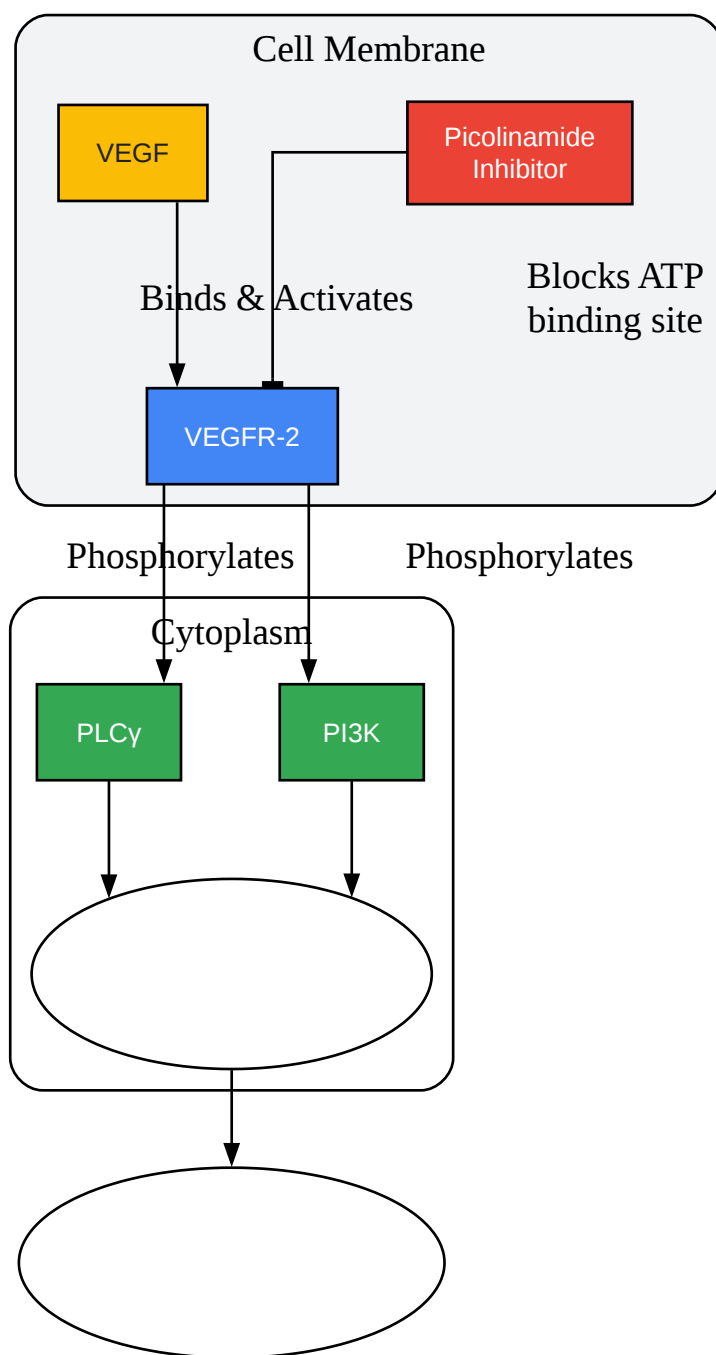 Cell Membrane
VEGF
Picolinamide
Inhibitor
Binds & Activates
Blocks ATP
binding site
VEGFR-2
Phosphorylates
Phosphorylates
Cytoplasm
PLCγ
PI3K